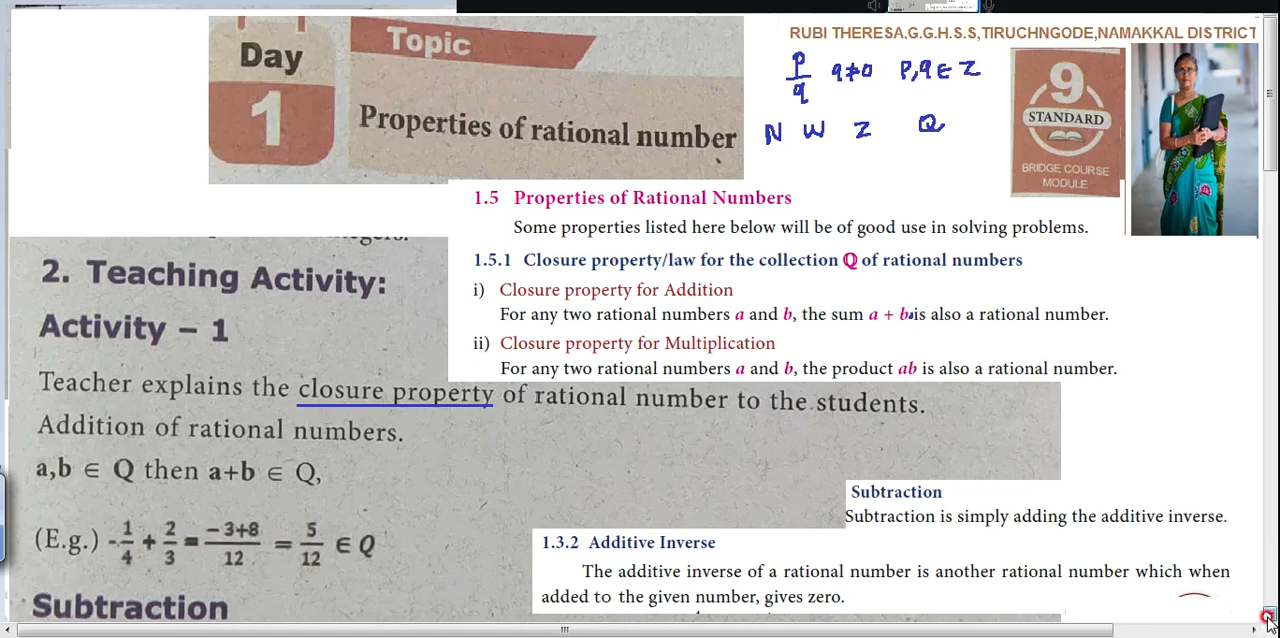 RUBI THERESA,G.G.H.S.S,TIRUCHNGODE,NAMAKKAL DISTRICT
Day
1
Topic
Properties of rational number
p/q q≠0 P,q ∈ Z
N W Z Q
9
STANDARD
BRIDGE COURSE
MODULE
1.5 Properties of Rational Numbers
Some properties listed here below will be of good use in solving problems.
1.5.1 Closure property/law for the collection Q of rational numbers
i) Closure property for Addition
For any two rational numbers a and b, the sum a + b is also a rational number.
ii) Closure property for Multiplication
For any two rational numbers a and b, the product ab is also a rational number.
2. Teaching Activity:
Activity – 1
Teacher explains the closure property of rational number to the students.
Addition of rational numbers.
a,b ∈ Q then a+b ∈ Q,
(E.g.) -1/4 + 2/3 = -3+8/12 = 5/12 ∈ Q
Subtraction
Subtraction
Subtraction is simply adding the additive inverse.
1.3.2 Additive Inverse
The additive inverse of a rational number is another rational number which when
added to the given number, gives zero.